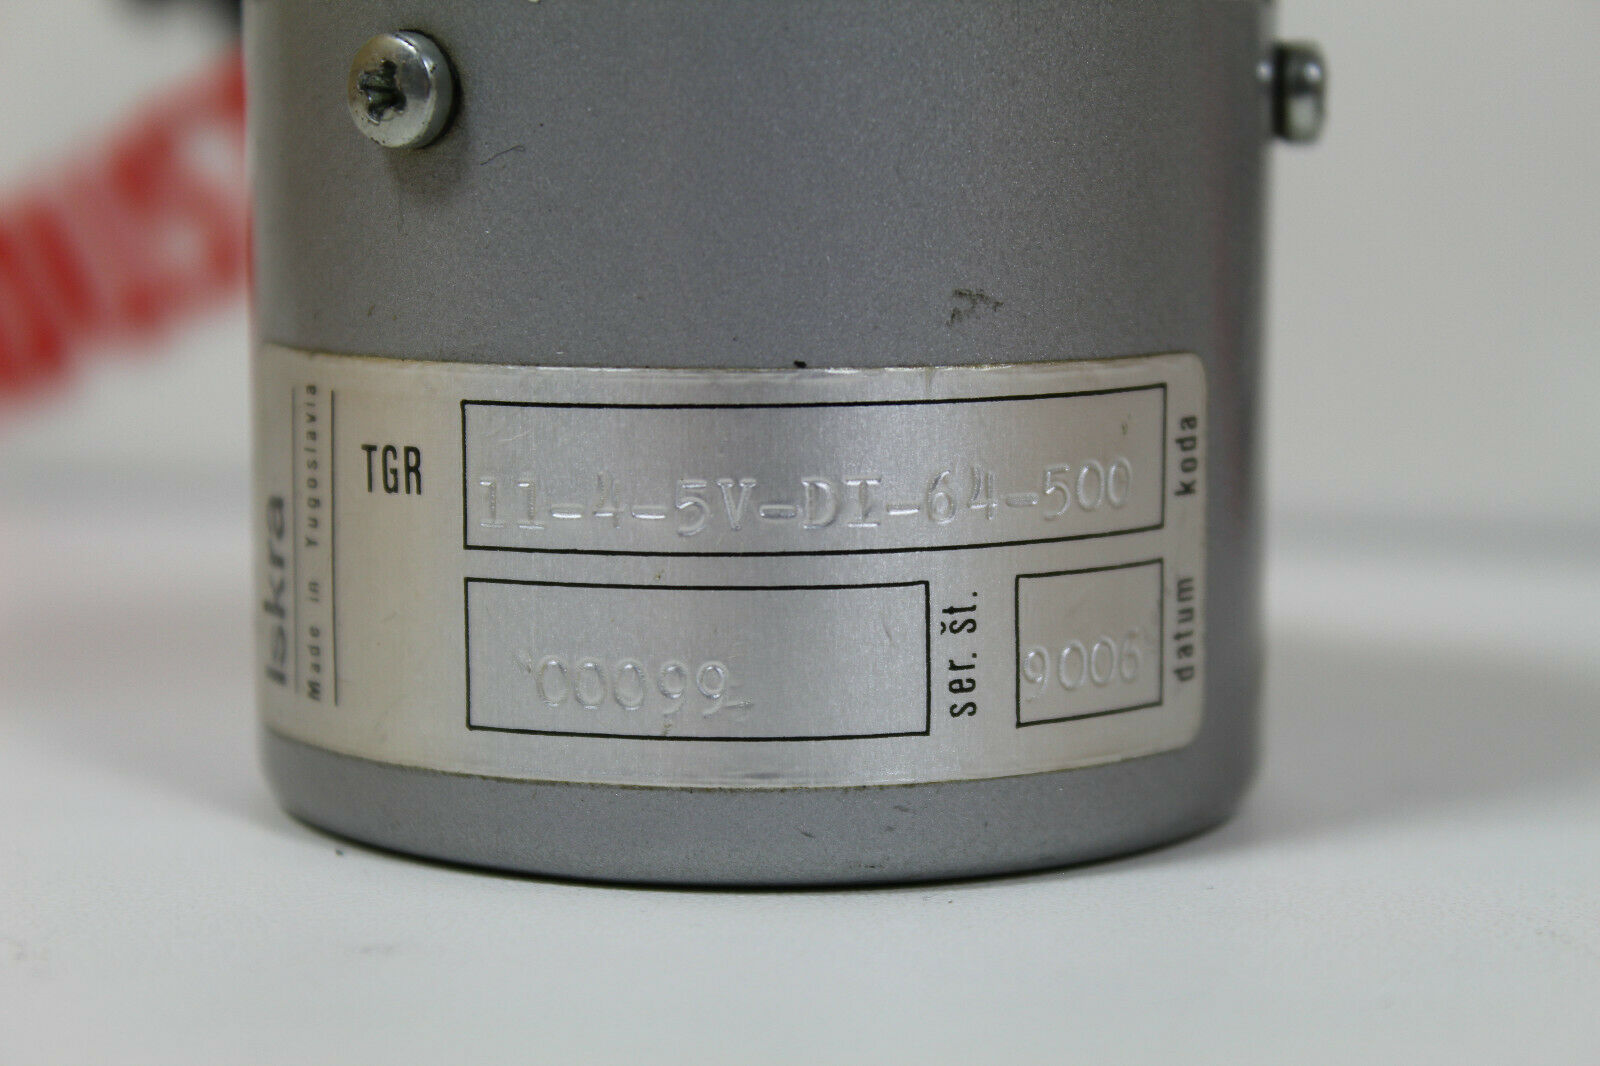 Iskra
Made in Yugoslavia
TGR
11-4-5V-DI-64-500
koda
00099
ser. št.
9006
datum